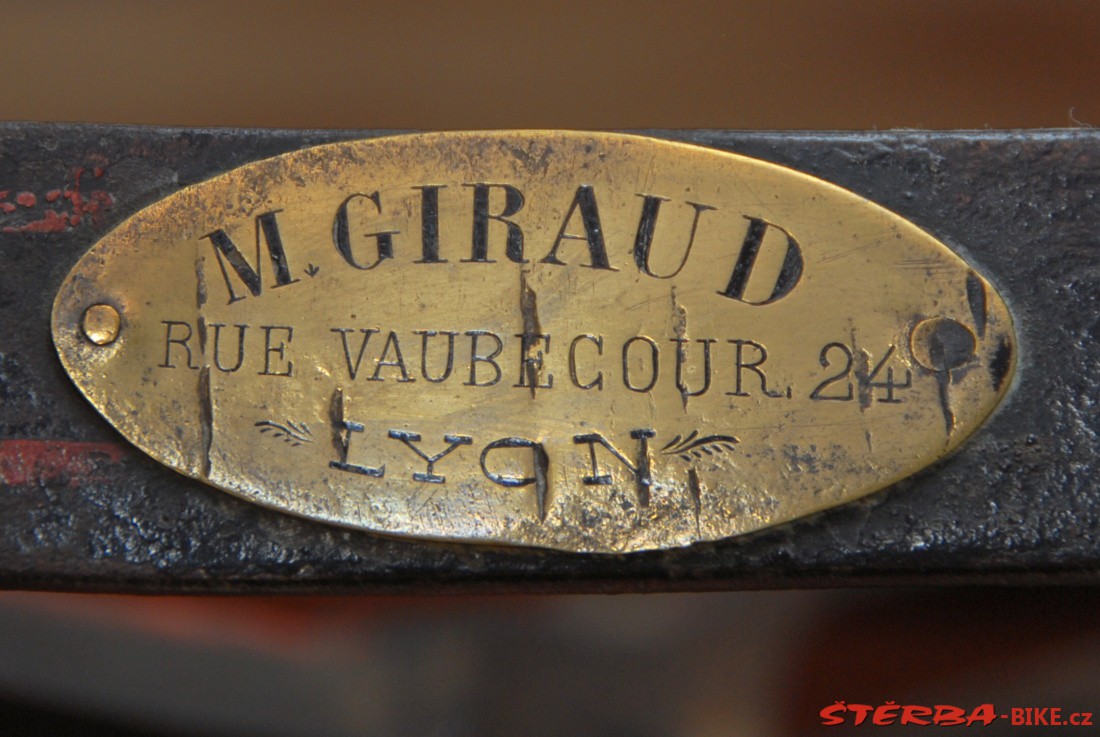 M. GIRAUD
RUE VAUBECOUR. 24
LYON
ŠTĚRBA-BIKE.cz